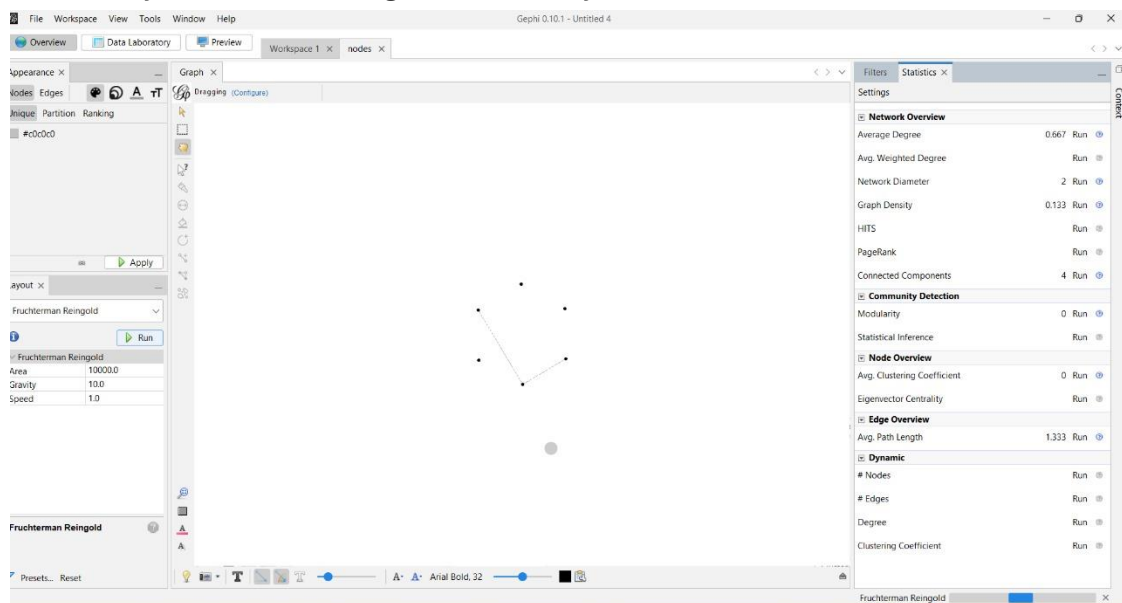 File Workspace View Tools Window Help
Gephi 0.10.1 - Untitled 4
Overview Data Laboratory Preview Workspace 1 × nodes ×
Appearance ×
Nodes Edges
Unique Partition Ranking
#c0c0c0
Apply
Layout ×
Fruchterman Reingold
Run
Fruchterman Reingold
Area 10000.0
Gravity 10.0
Speed 1.0
Fruchterman Reingold
Presets... Reset
Graph ×
Dragging (Configure)
T A- A- Arial Bold, 32
Filters Statistics ×
Settings
Network Overview
Average Degree 0.667 Run
Avg. Weighted Degree Run
Network Diameter 2 Run
Graph Density 0.133 Run
HITS Run
PageRank Run
Connected Components 4 Run
Community Detection
Modularity 0 Run
Statistical Inference Run
Node Overview
Avg. Clustering Coefficient 0 Run
Eigenvector Centrality Run
Edge Overview
Avg. Path Length 1.333 Run
Dynamic
# Nodes Run
# Edges Run
Degree Run
Clustering Coefficient Run
Context
Fruchterman Reingold